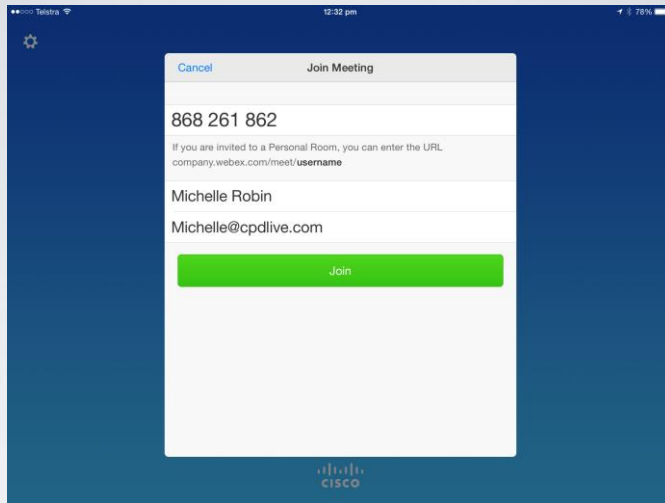 Telstra 12:32 pm 78%
Cancel Join Meeting
868 261 862
If you are invited to a Personal Room, you can enter the URL
company.webex.com/meet/username
Michelle Robin
Michelle@cpdlive.com
Join
CISCO